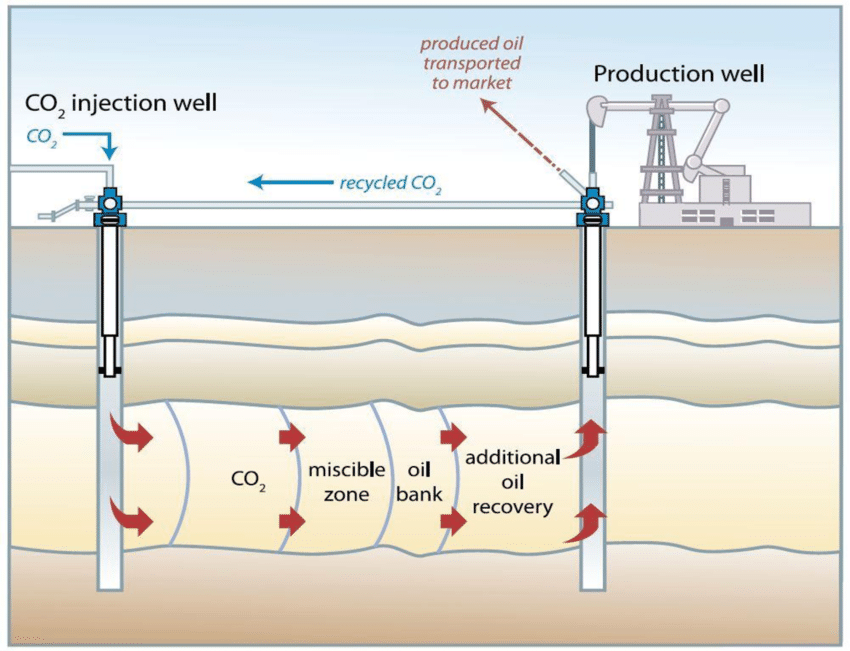 produced oil
transported
to market
Production well
CO₂ injection well
CO₂
recycled CO₂
CO₂
miscible
zone
oil
bank
additional
oil
recovery